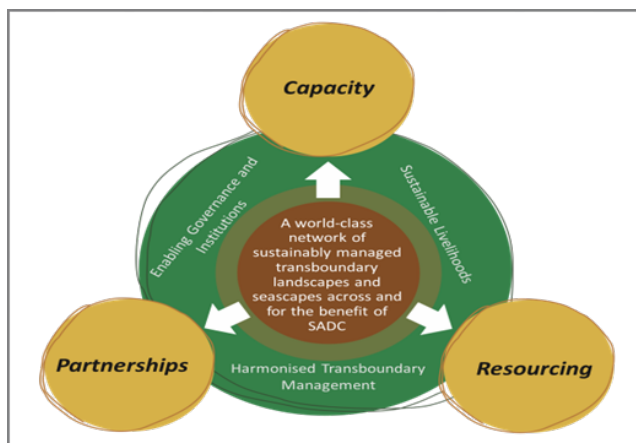 Capacity
Enabling Governance and
Institutions
Sustainable Livelihoods
A world-class
network of
sustainably managed
transboundary
landscapes and
seascapes across and
for the benefit of
SADC
Partnerships
Harmonised Transboundary
Management
Resourcing